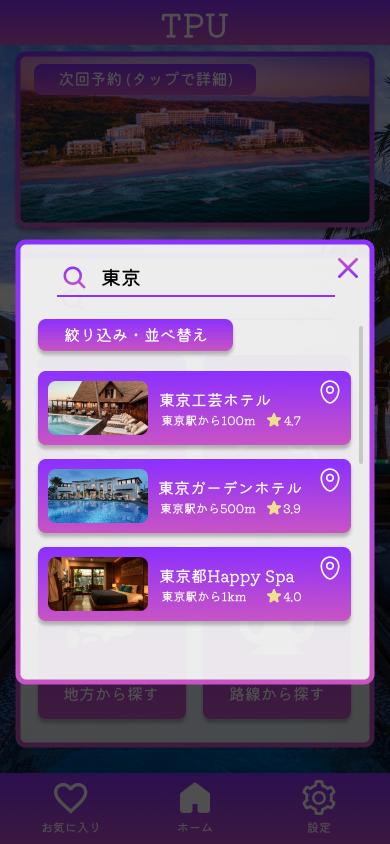 TPU
次回予約 (タップで詳細)
東京
絞り込み・並べ替え
東京工芸ホテル
東京駅から100m ★4.7
東京ガーデンホテル
東京駅から500m ★3.9
東京都Happy Spa
東京駅から1km ★4.0
地方から探す 路線から探す
お気に入り ホーム 設定